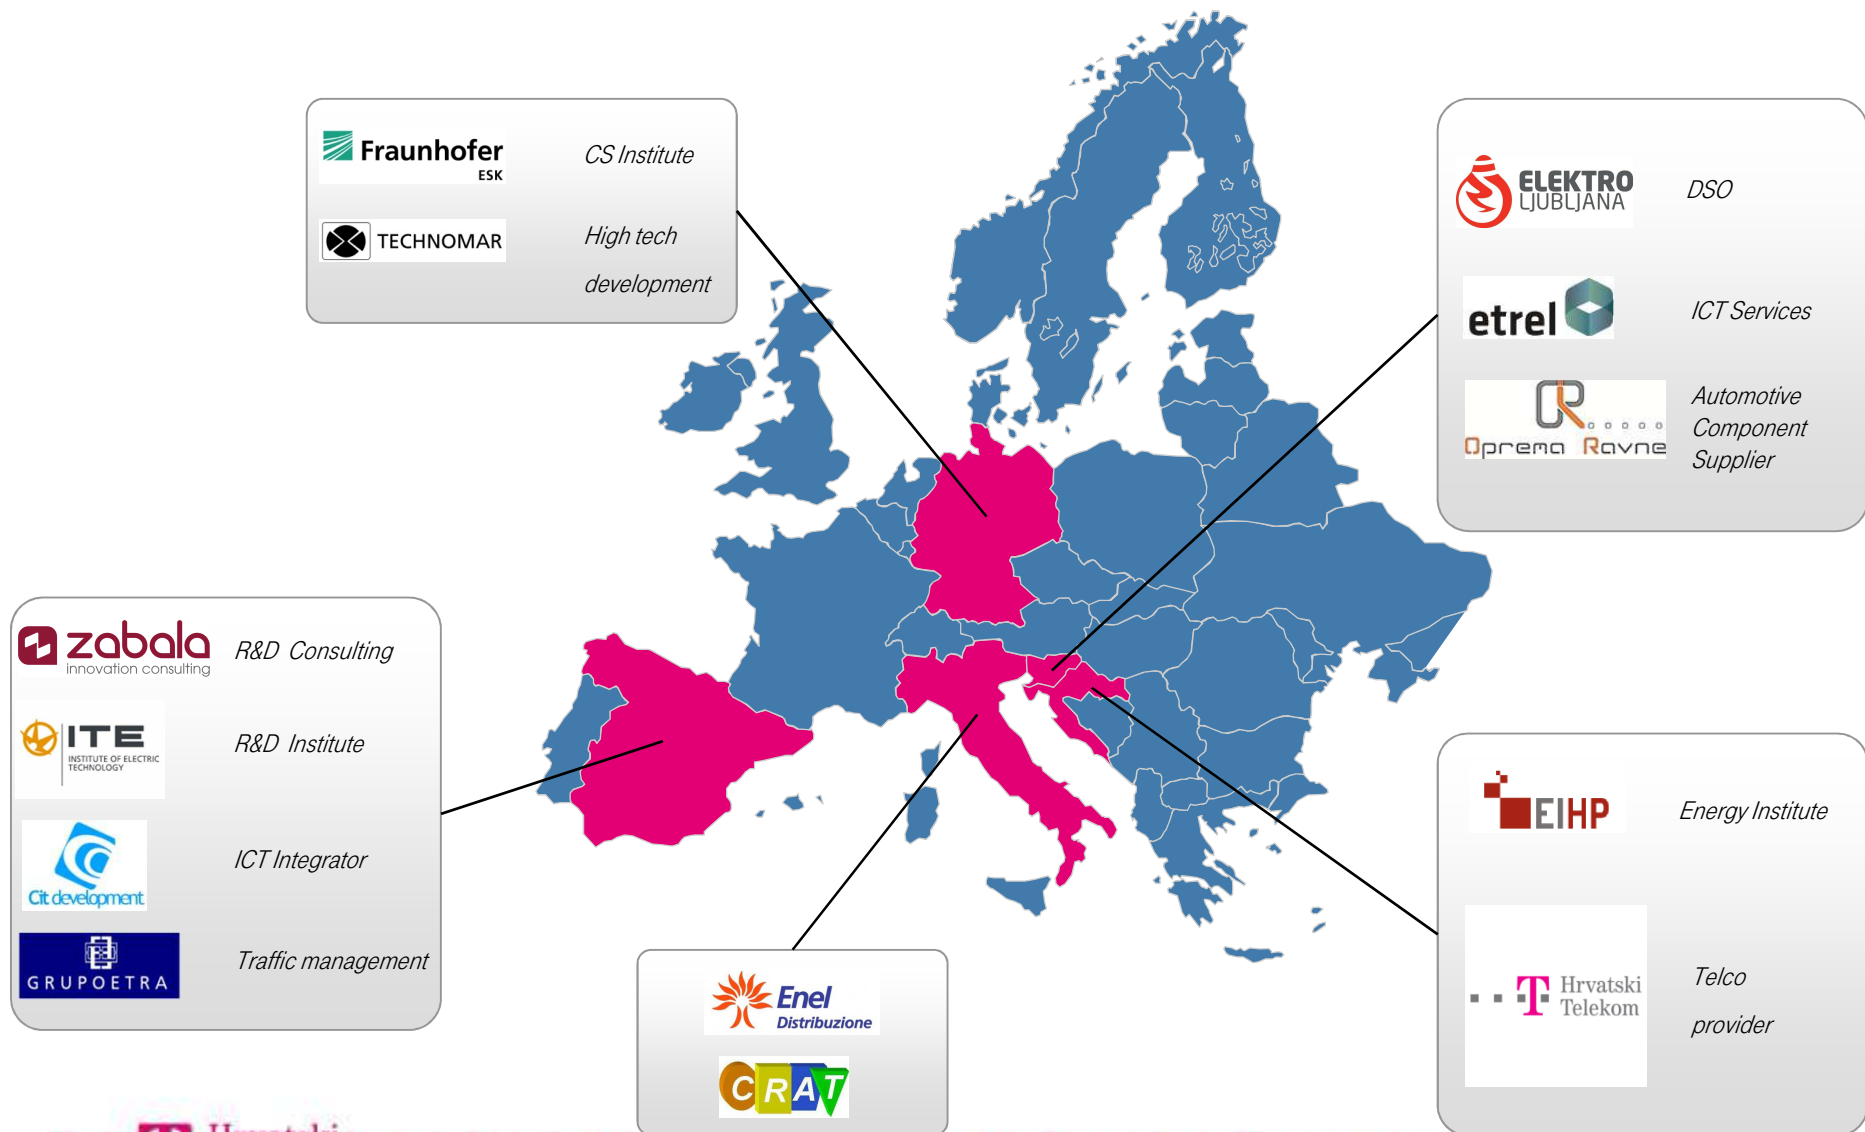 Fraunhofer
ESK
CS Institute
TECHNOMAR
High tech
development
ELEKTRO
LJUBLJANA
DSO
etrel
ICT Services
Oprema Ravne
Automotive
Component
Supplier
zabala
innovation consulting
R&D Consulting
ITE
INSTITUTE OF ELECTRIC
TECHNOLOGY
R&D Institute
Cit development
ICT Integrator
GRUPOETRA
Traffic management
Enel
Distribuzione
CRAT
EIHP
Energy Institute
T Hrvatski
Telekom
Telco
provider